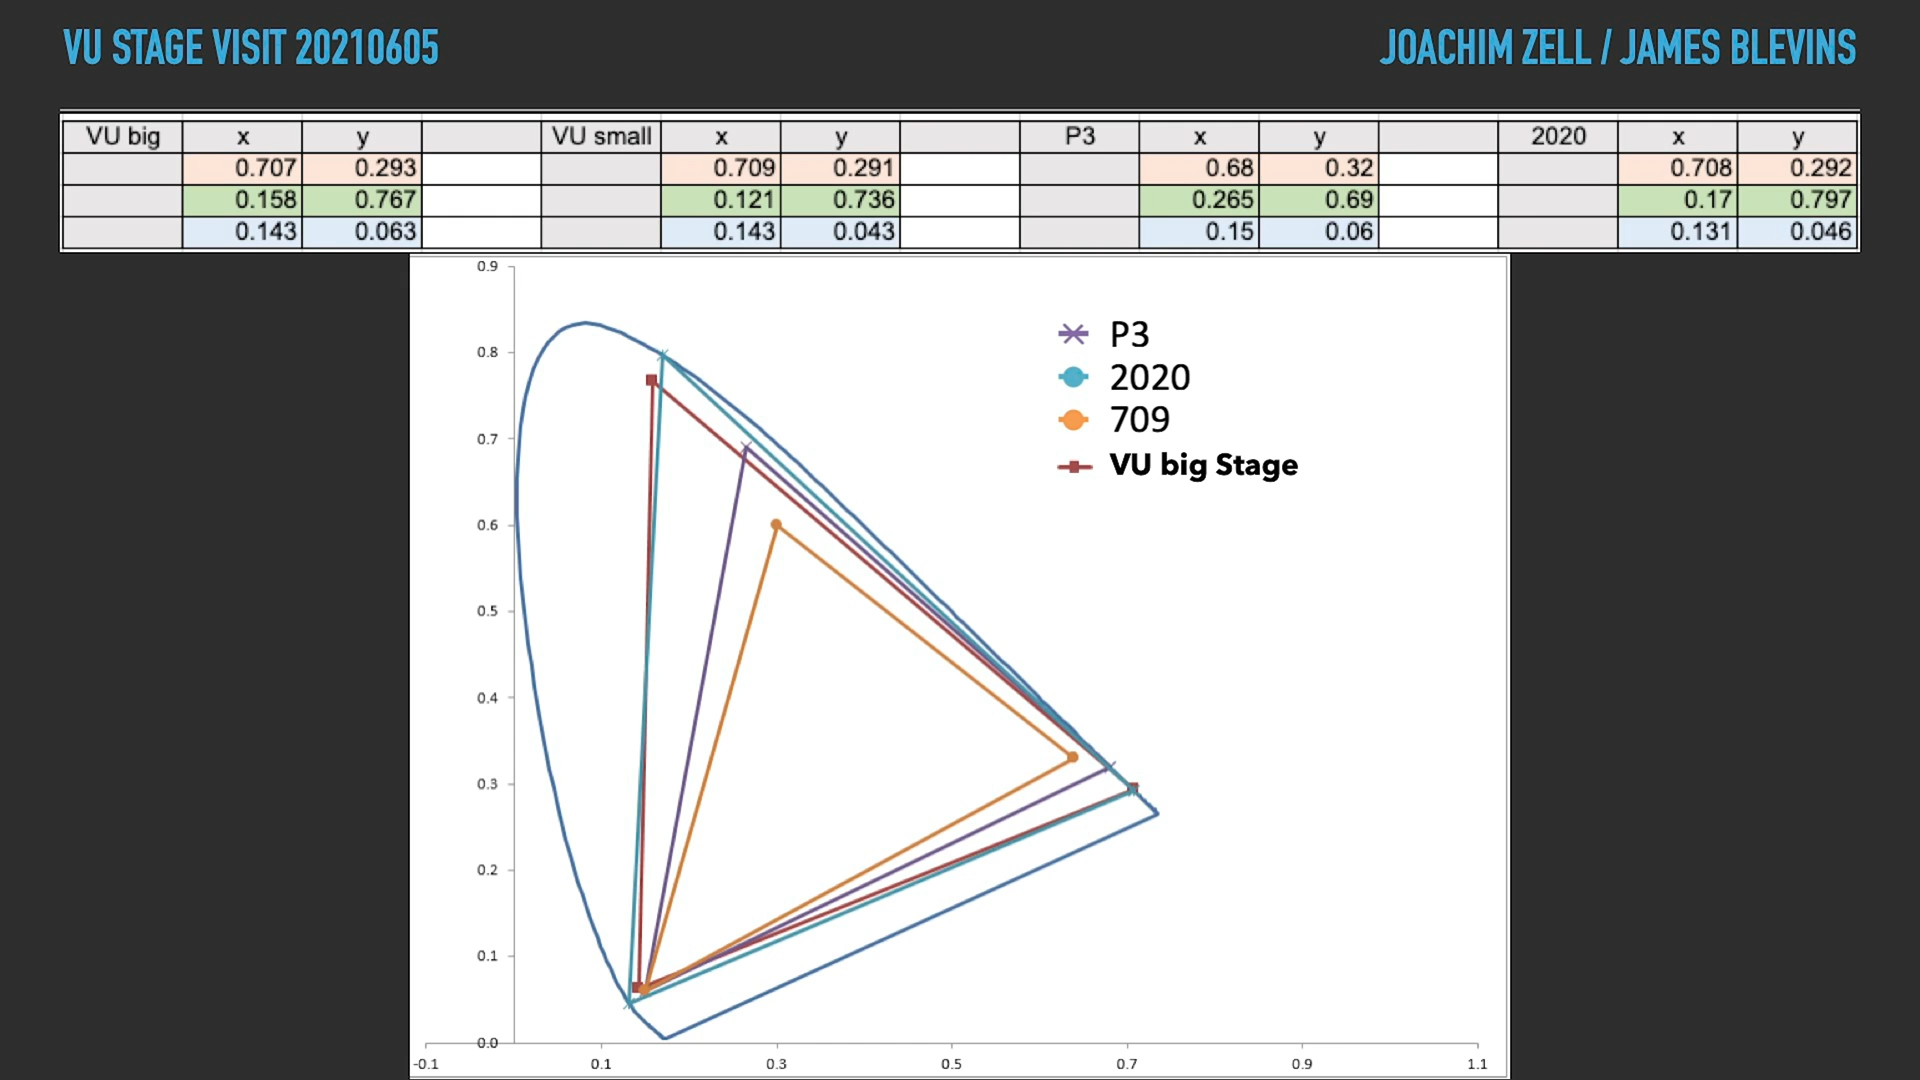 VU STAGE VISIT 20210605
JOACHIM ZELL / JAMES BLEVINS
VU big x y VU small x y P3 x y 2020 x y
0.707 0.293 0.709 0.291 0.68 0.32 0.708 0.292
0.158 0.767 0.121 0.736 0.265 0.69 0.17 0.797
0.143 0.063 0.143 0.043 0.15 0.06 0.131 0.046
0.9
0.8
0.7
0.6
0.5
0.4
0.3
0.2
0.1
0.0
P3
2020
709
VU big Stage
-0.1 0.1 0.3 0.5 0.7 0.9 1.1